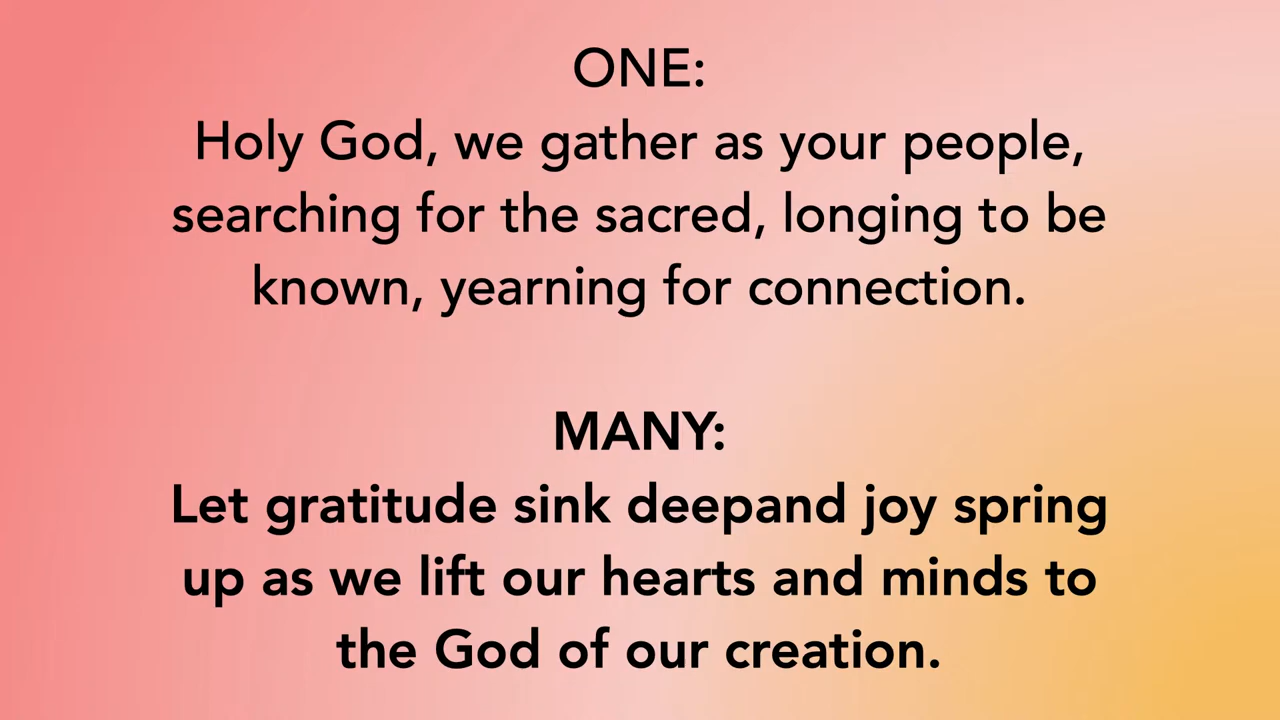 ONE:
Holy God, we gather as your people,
searching for the sacred, longing to be
known, yearning for connection.
MANY:
Let gratitude sink deepand joy spring
up as we lift our hearts and minds to
the God of our creation.